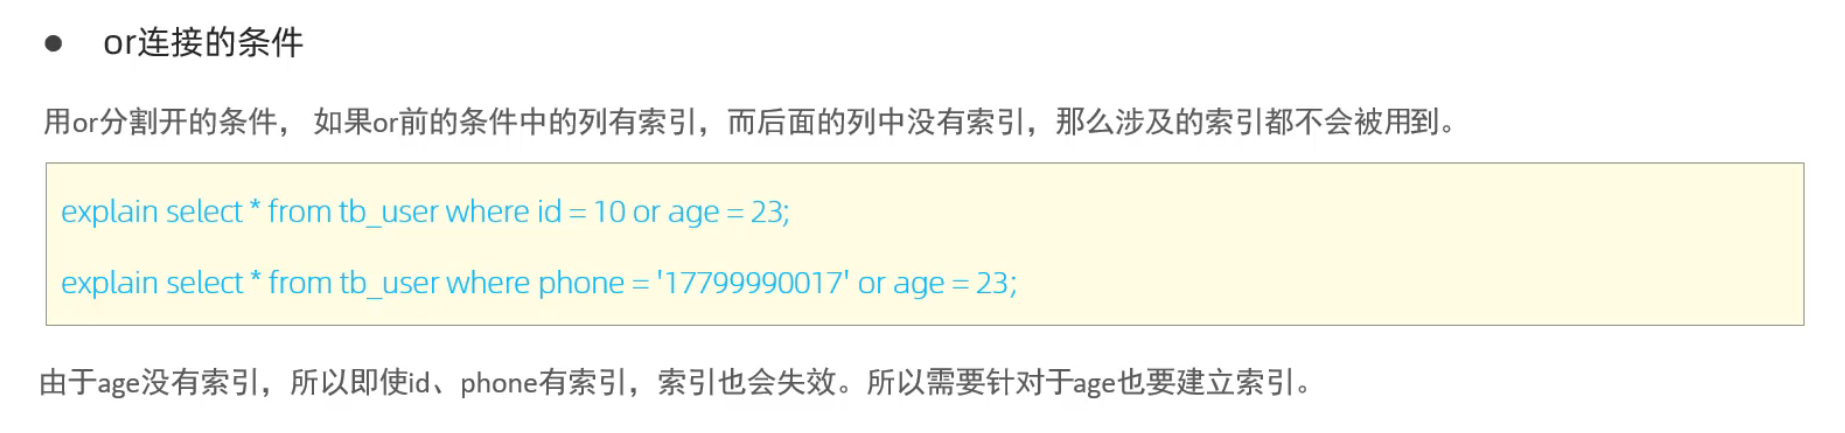 ● or连接的条件
用or分割开的条件， 如果or前的条件中的列有索引，而后面的列中没有索引，那么涉及的索引都不会被用到。
explain select * from tb_user where id = 10 or age = 23;
explain select * from tb_user where phone = '17799990017' or age = 23;
由于age没有索引，所以即使id、phone有索引，索引也会失效。所以需要针对于age也要建立索引。